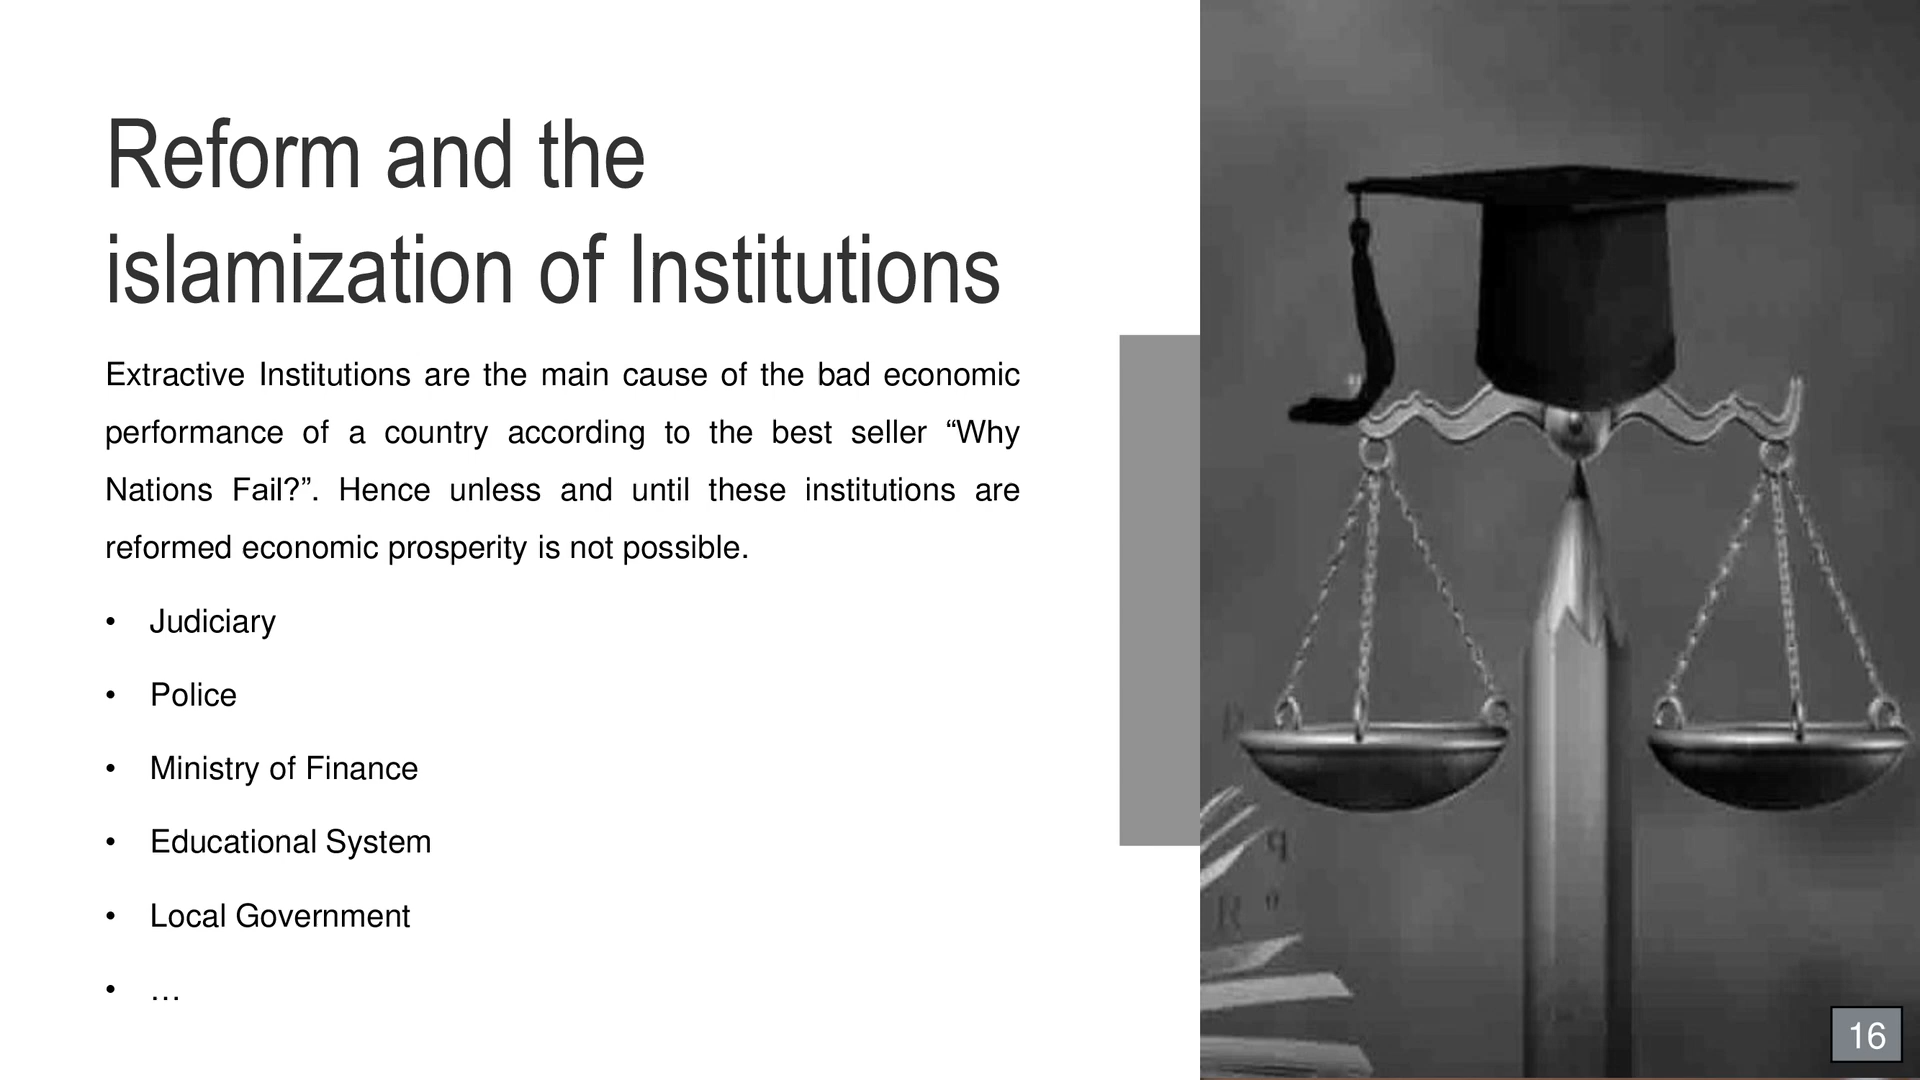 Reform and the
islamization of Institutions
Extractive Institutions are the main cause of the bad economic
performance of a country according to the best seller “Why
Nations Fail?”. Hence unless and until these institutions are
reformed economic prosperity is not possible.
• Judiciary
• Police
• Ministry of Finance
• Educational System
• Local Government
• …
q
R "
16